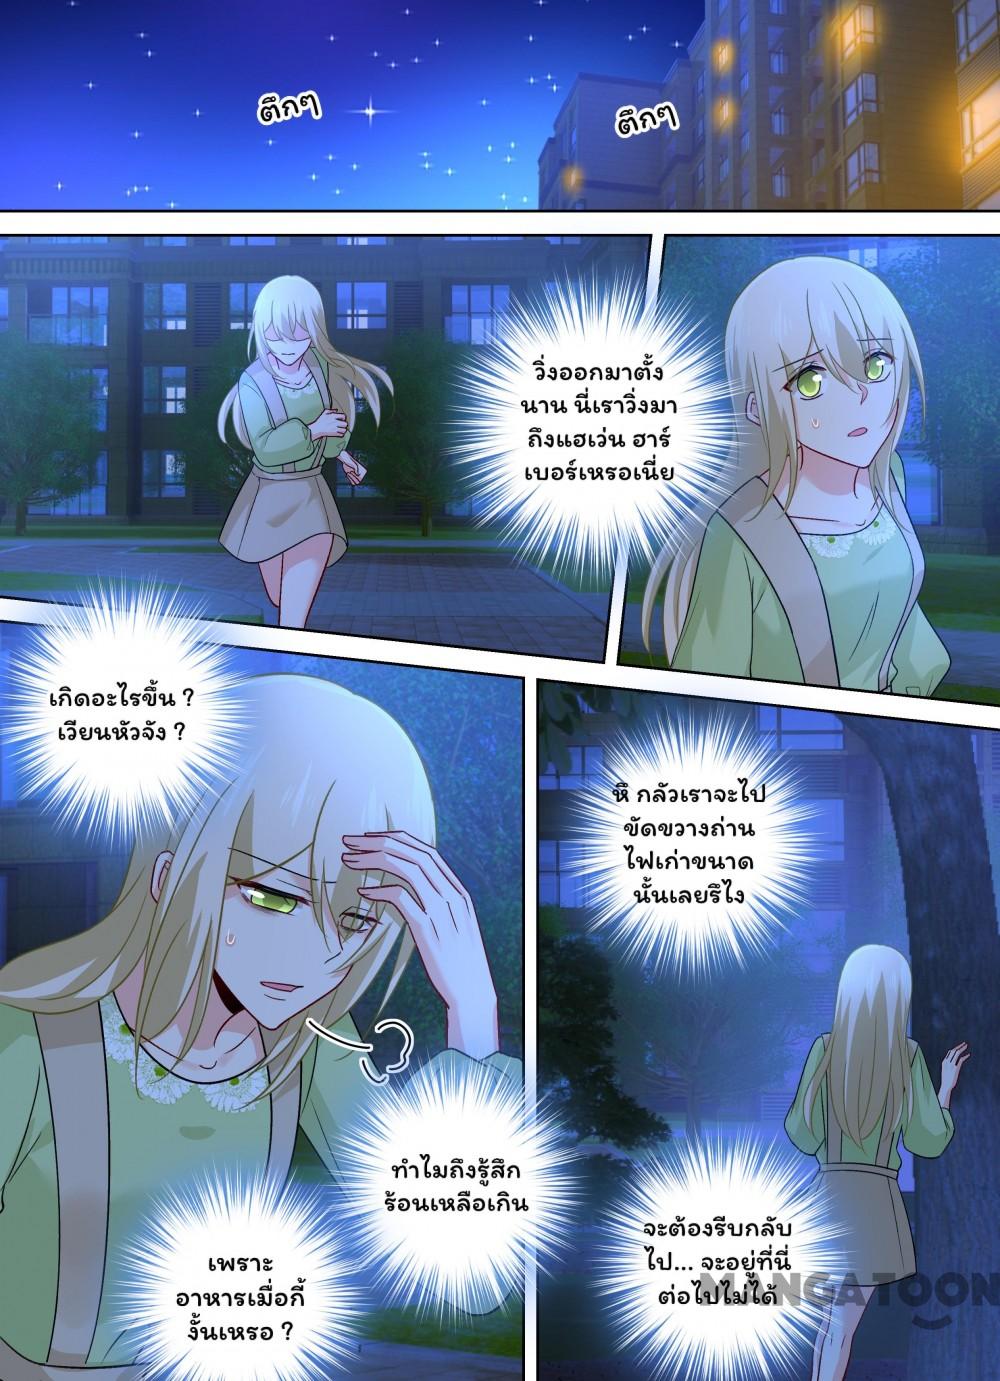 ตึกๆ
ตึกๆ
วิ่งออกมาตั้ง
นาน นี่เราวิ่งมา
ถึงแฮเว่น ฮาร์
เบอร์เหรอเนี่ย
เกิดอะไรขึ้น ?
เวียนหัวจัง ?
หึ กลัวเราจะไป
ขัดขวางถ่าน
ไฟเก่าขนาด
นั้นเลยรึไง
ทำไมถึงรู้สึก
ร้อนเหลือเกิน
เพราะ
อาหารเมื่อกี้
งั้นเหรอ ?
จะต้องรีบกลับ
ไป... จะอยู่ที่นี่
ต่อไปไม่ได้
MANGATOON